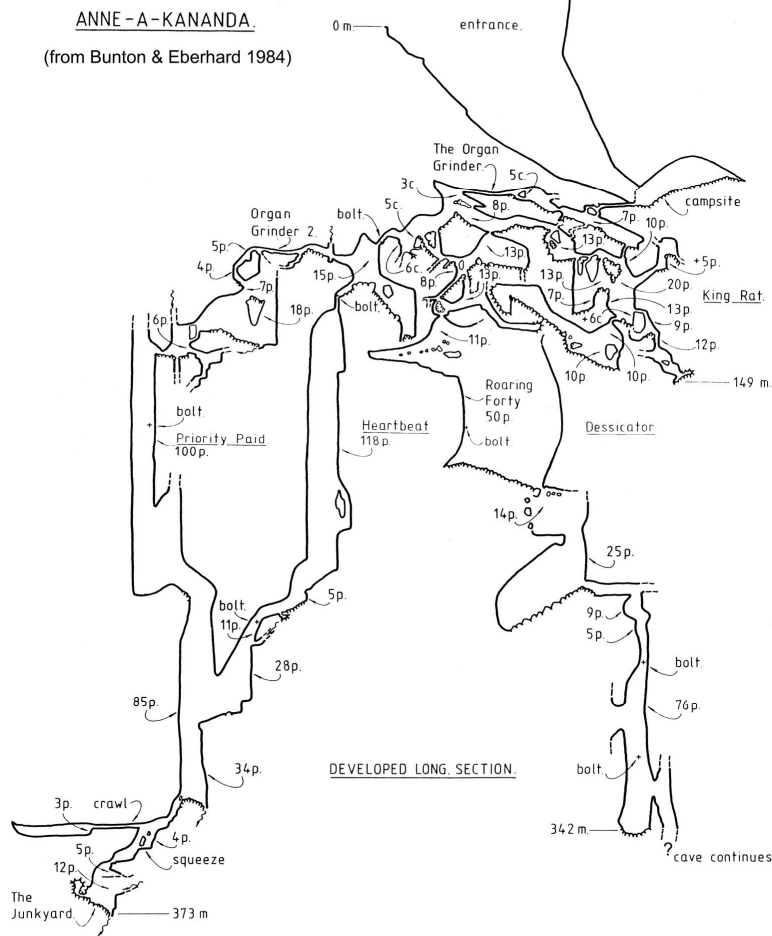 ANNE-A-KANANDA.
(from Bunton & Eberhard 1984)
0 m.
entrance.
The Organ
Grinder.
campsite
3c.
5c.
8p.
7p.
10p.
Organ
Grinder 2.
bolt.
5c.
5p.
4p.
15p.
6c.
8p.
13p.
13p.
13p.
13p.
+5p.
20p.
King Rat.
7p.
7p.
13p.
9p.
18p.
bolt.
+6c
12p.
6p.
11p.
10p.
10p.
149 m.
Roaring
Forty
50p.
bolt.
bolt.
Priority Paid.
100p.
Heartbeat
118p.
Dessicator
14p.
25p.
5p.
9p.
5p.
bolt.
11p.
28p.
bolt.
85p.
76p.
34p.
DEVELOPED LONG. SECTION.
bolt.
3p.
crawl
4p.
squeeze
5p.
12p.
342 m.
? cave continues
The
Junkyard.
373 m